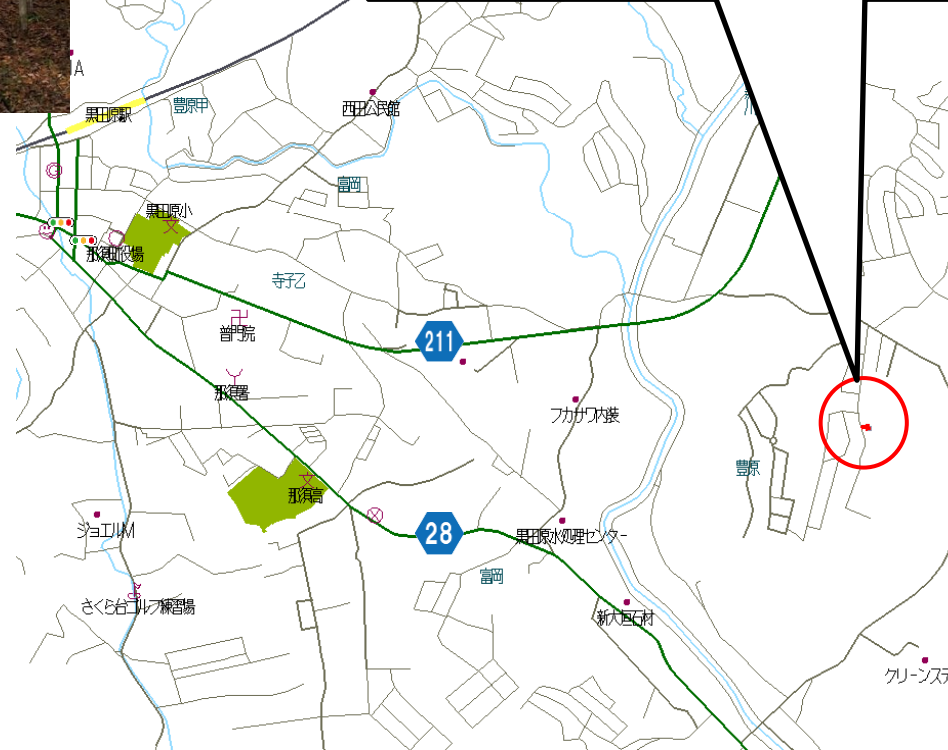 JA
黒田原駅
豊原甲
西田公民館
富岡
黒田原小
那須町役場
寺子乙
普門院
211
那須署
フカサワ内装
豊原
那須高
ジョエルM
28
黒田原水処理センター
富岡
さくら台ゴルフ練習場
新大垣石材
クリーンステ